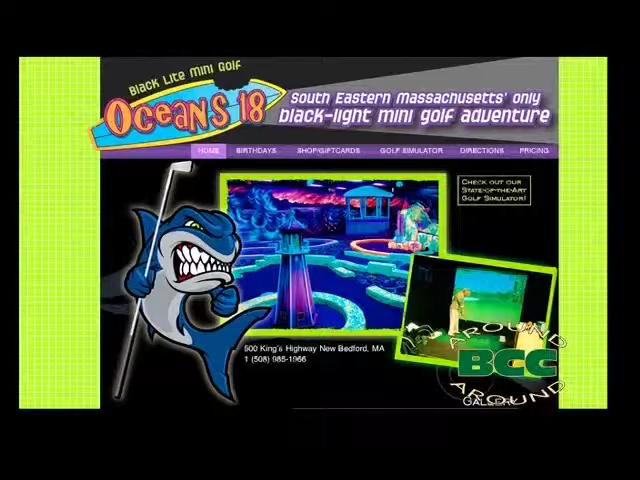 Black Lite Mini Golf
Oceans 18
South Eastern Massachusetts' only
black-light mini golf adventure
HOME BIRTHDAYS SHOP/GIFTCARDS GOLF SIMULATOR DIRECTIONS PRICING
Check out our
State-of-the-Art
Golf Simulator!
500 King's Highway New Bedford, MA
1 (508) 985-1966
AROUND
BCC
AROUND